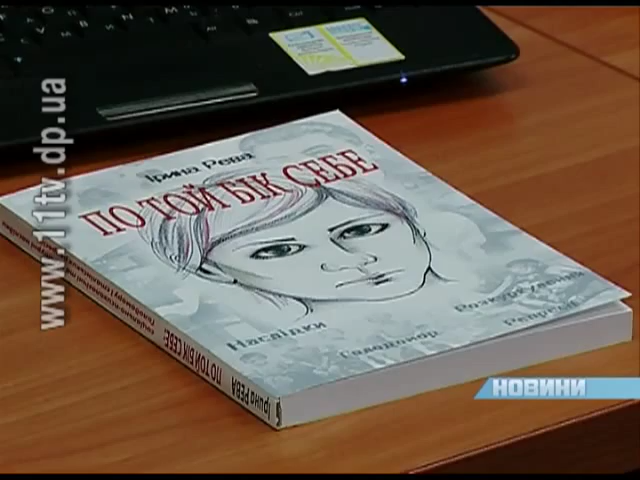 www.11tv.dp.ua
Ірина Рева
ПО ТОЙ БІК СЕБЕ
Наслідки
Голодомор
Розкуркулення
Репресії
Ірина РЕВА
ПО ТОЙ БІК СЕБЕ:
НОВИНИ